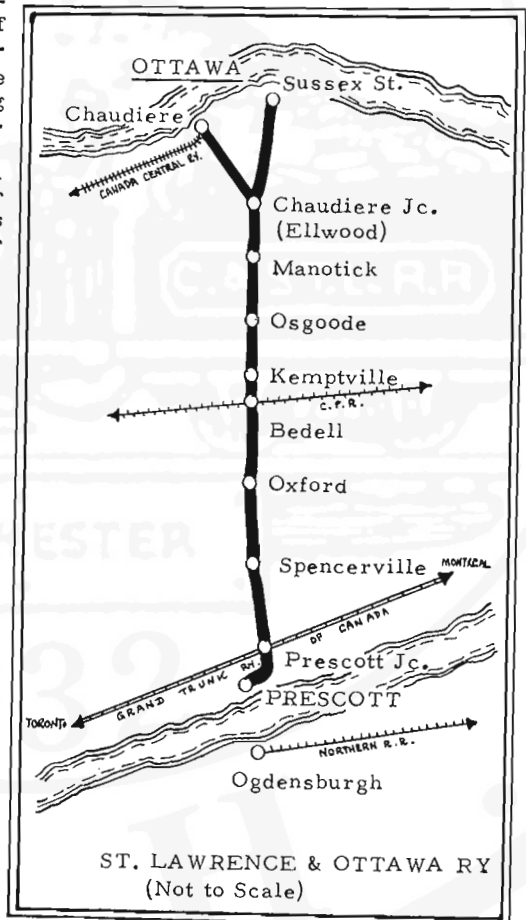 OTTAWA
Sussex St.
Chaudiere
CANADA CENTRAL RY.
Chaudiere Jc.
(Ellwood)
Manotick
Osgoode
Kemptville
C.P.R.
Bedell
Oxford
Spencerville
MONTREAL
Prescott Jc.
GRAND TRUNK RY. OF CANADA
PRESCOTT
TORONTO
NORTHERN R.R.
Ogdensburgh
ST. LAWRENCE & OTTAWA RY
(Not to Scale)